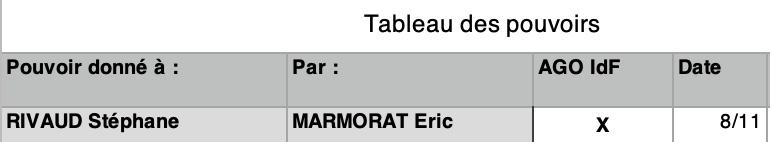 Tableau des pouvoirs
Pouvoir donné à : Par : AGO IdF Date
RIVAUD Stéphane MARMORAT Eric X 8/11